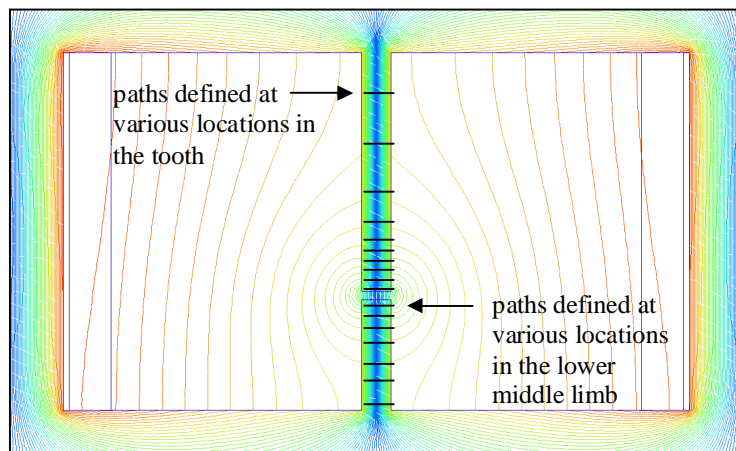 paths defined at
various locations in
the tooth
paths defined at
various locations
in the lower
middle limb